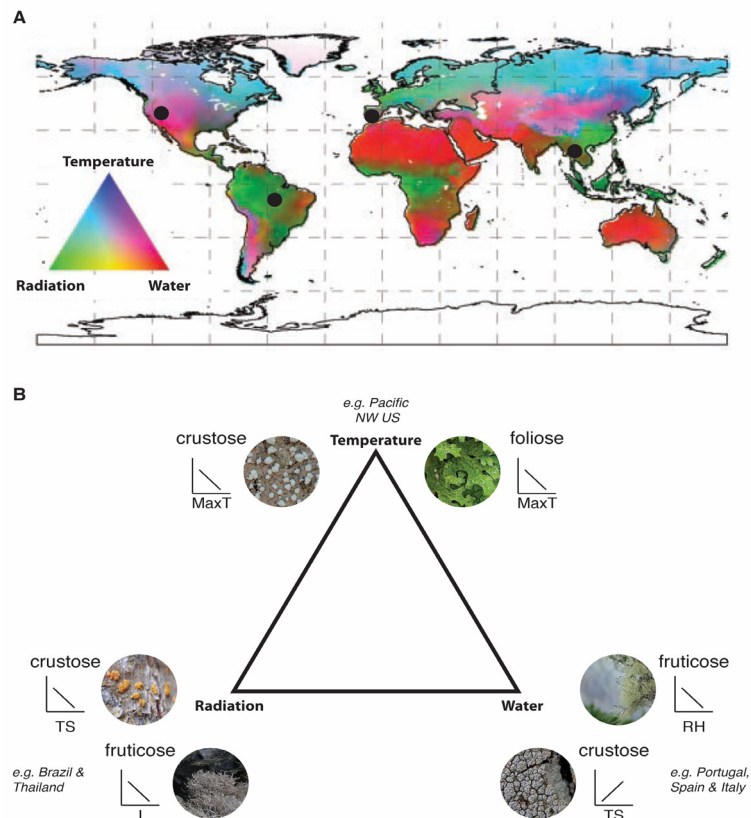 A
Temperature
Radiation
Water
B
e.g. Pacific
NW US
Temperature
crustose
MaxT
foliose
MaxT
crustose
TS
Radiation
Water
fruticose
RH
fruticose
e.g. Brazil &
Thailand
crustose
TS
e.g. Portugal,
Spain & Italy